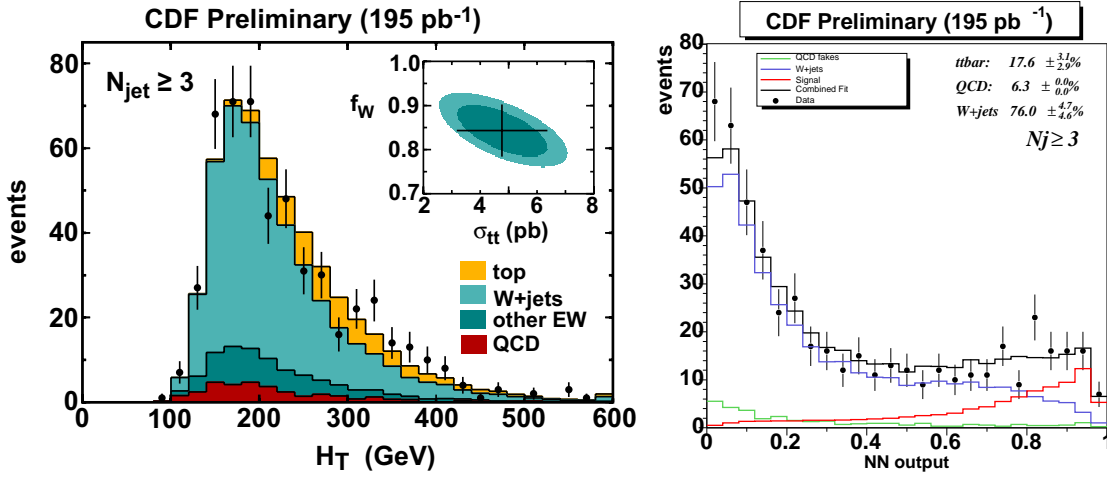 CDF Preliminary (195 pb-1)
80
60
40
20
0
events
Njet ≥ 3
1.0
0.9
0.8
0.7
fW
2 4 6 8
σtt (pb)
top
W+jets
other EW
QCD
0 100 200 300 400 500 600
HT (GeV)
CDF Preliminary (195 pb -1)
80
70
60
50
40
30
20
10
0
events
QCD fakes
W+jets
Signal
Combined Fit
Data
ttbar: 17.6 ± 3.1 2.9 %
QCD: 6.3 ± 0.0 0.0 %
W+jets 76.0 ± 4.7 4.6 %
Nj ≥ 3
0 0.2 0.4 0.6 0.8 1
NN output